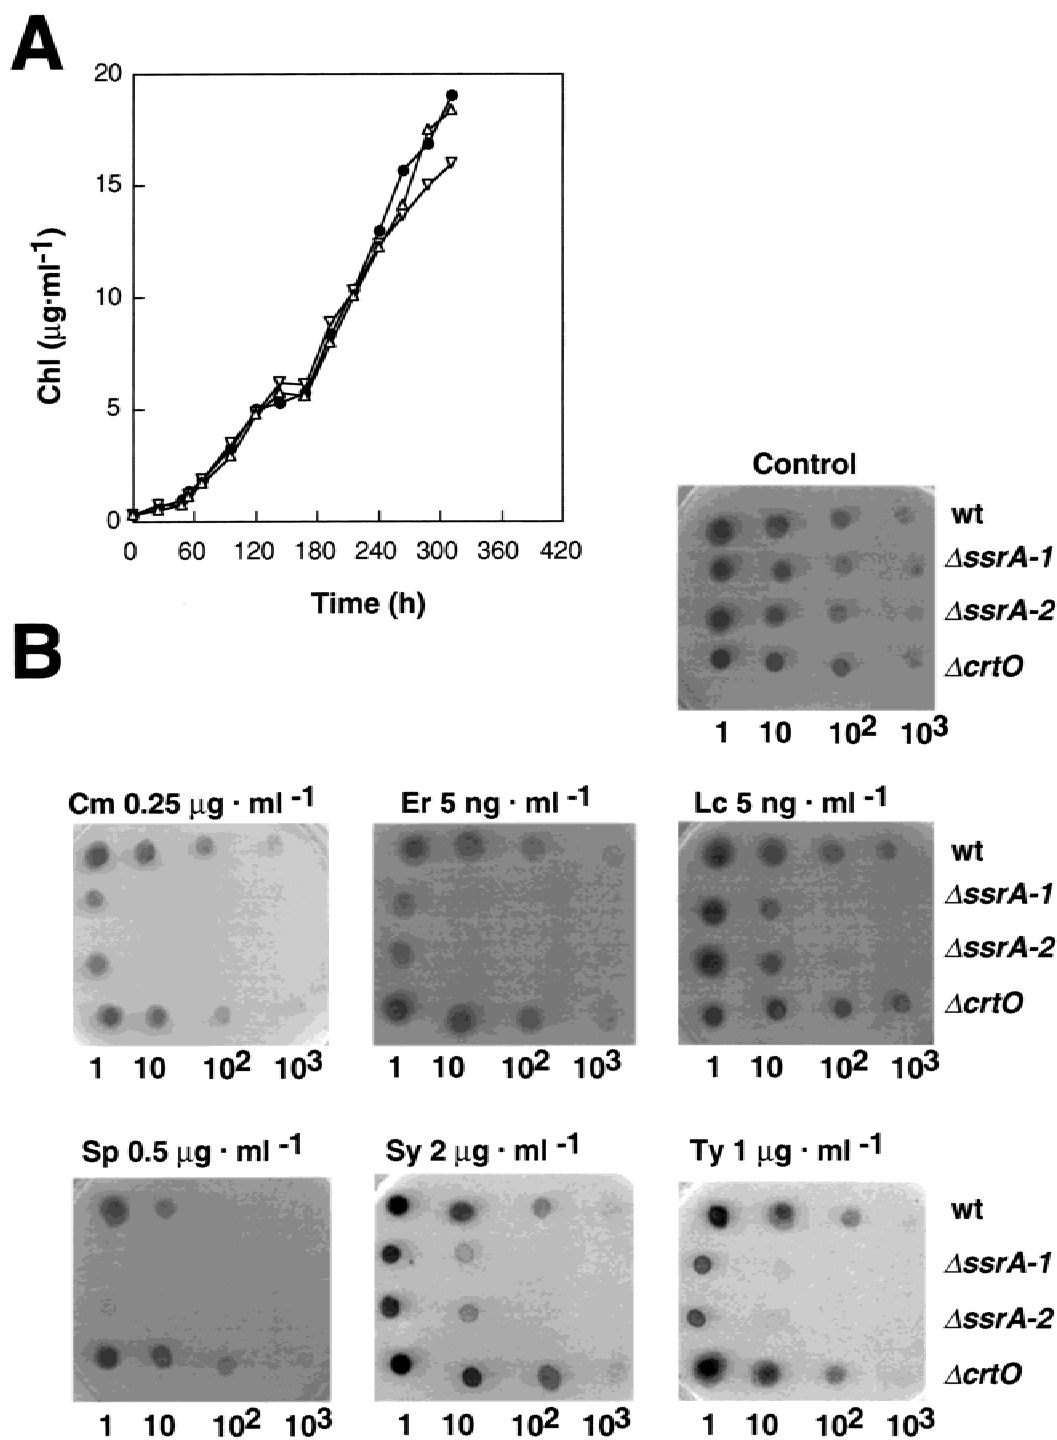 A
20
15
10
5
0
Chl (μg·ml-1)
0 60 120 180 240 300 360 420
Time (h)
B
Control
wt
ΔssrA-1
ΔssrA-2
ΔcrtO
1 10 10² 10³
Cm 0.25 μg · ml -1 Er 5 ng · ml -1 Lc 5 ng · ml -1
wt
ΔssrA-1
ΔssrA-2
ΔcrtO
1 10 10² 10³ 1 10 10² 10³ 1 10 10² 10³
Sp 0.5 μg · ml -1 Sy 2 μg · ml -1 Ty 1 μg · ml -1
wt
ΔssrA-1
ΔssrA-2
ΔcrtO
1 10 10² 10³ 1 10 10² 10³ 1 10 10² 10³